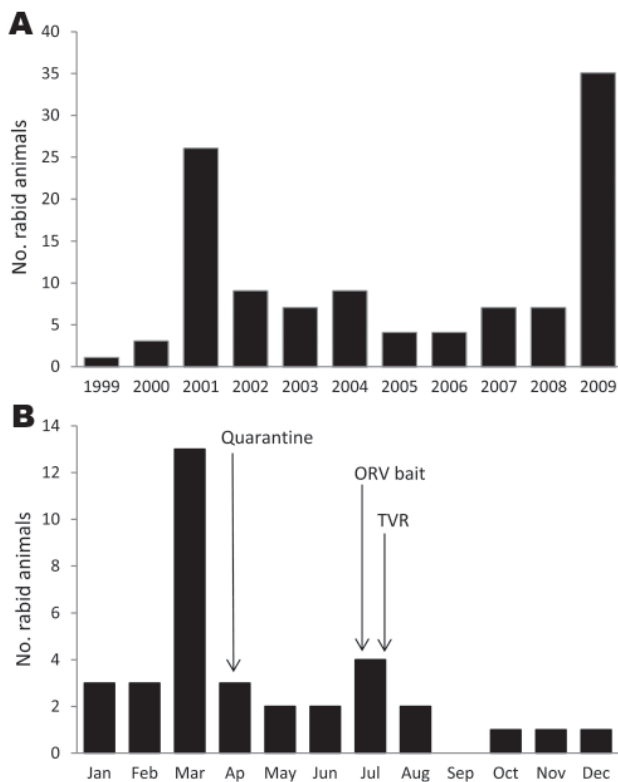 A
No. rabid animals
40
35
30
25
20
15
10
5
0
1999 2000 2001 2002 2003 2004 2005 2006 2007 2008 2009
B
No. rabid animals
14
12
10
8
6
4
2
0
Quarantine
ORV bait
TVR
Jan Feb Mar Ap May Jun Jul Aug Sep Oct Nov Dec